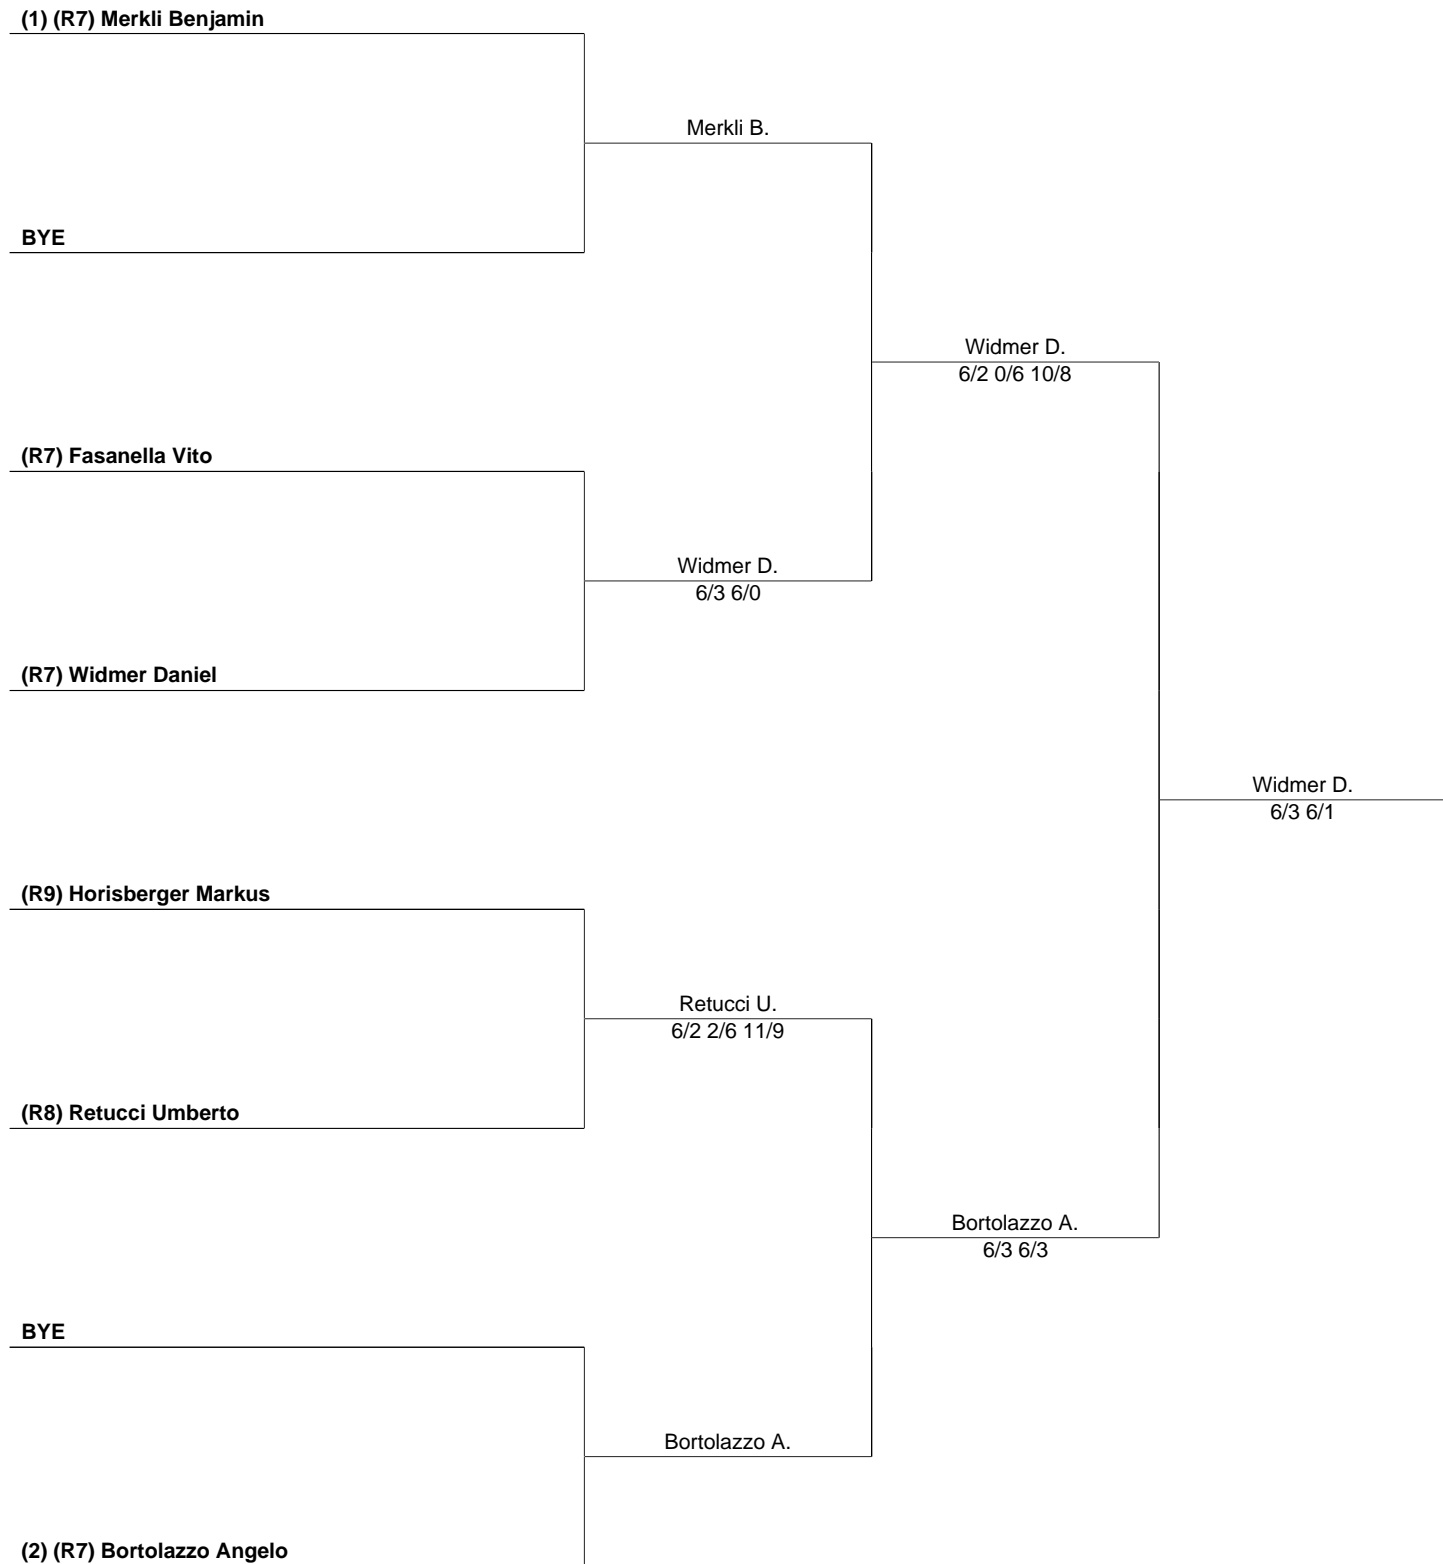 (1) (R7) Merkli Benjamin
Merkli B.
BYE
Widmer D.
6/2 0/6 10/8
(R7) Fasanella Vito
Widmer D.
6/3 6/0
(R7) Widmer Daniel
Widmer D.
6/3 6/1
(R9) Horisberger Markus
Retucci U.
6/2 2/6 11/9
(R8) Retucci Umberto
Bortolazzo A.
6/3 6/3
BYE
Bortolazzo A.
(2) (R7) Bortolazzo Angelo